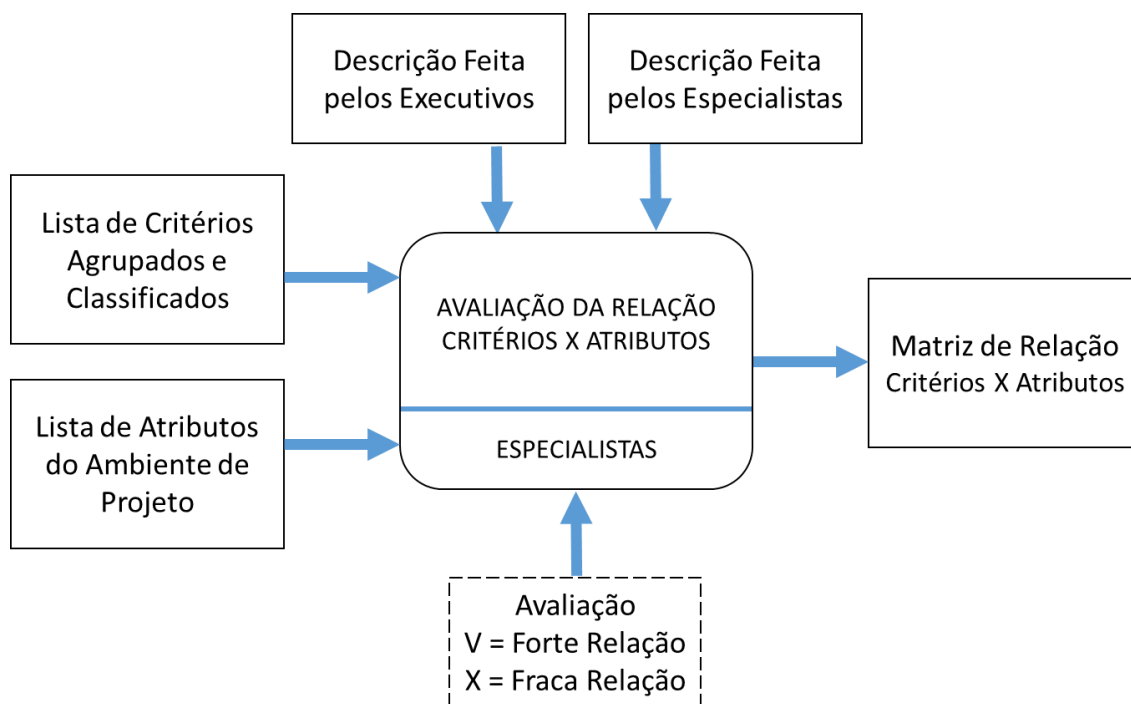 Descrição Feita
pelos Executivos
Descrição Feita
pelos Especialistas
Lista de Critérios
Agrupados e
Classificados
AVALIAÇÃO DA RELAÇÃO
CRITÉRIOS X ATRIBUTOS
Matriz de Relação
Critérios X Atributos
Lista de Atributos
do Ambiente de
Projeto
ESPECIALISTAS
Avaliação
V = Forte Relação
X = Fraca Relação